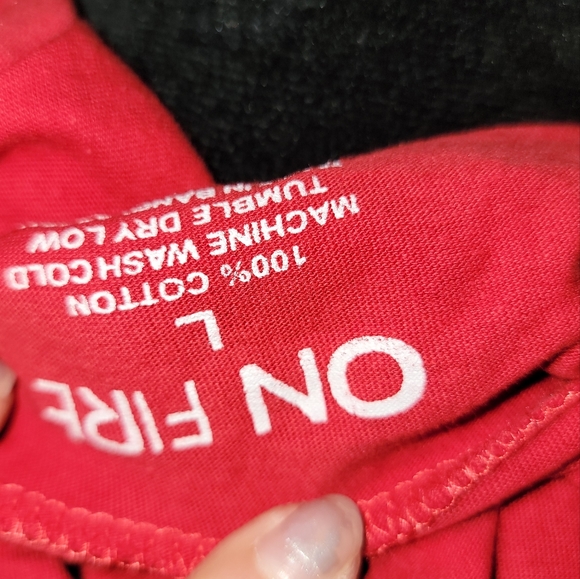 ON FIRE
L
100% COTTON
MACHINE WASH COLD
TUMBLE DRY LOW